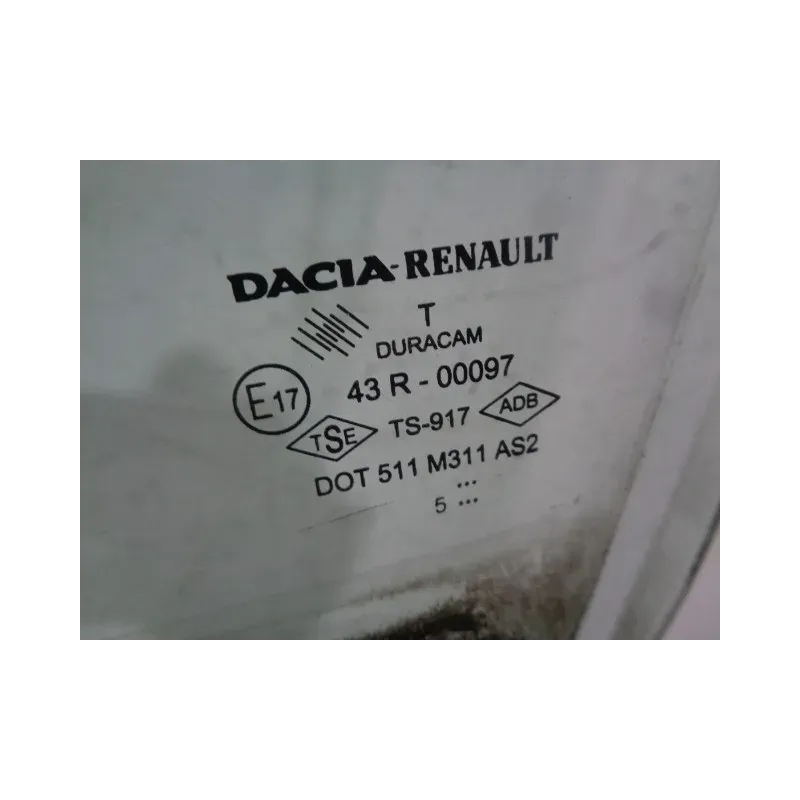 DACIA-RENAULT
T
DURACAM
E17 43 R - 00097
TSE TS-917 ADB
DOT 511 M311 AS2
...
5 ...